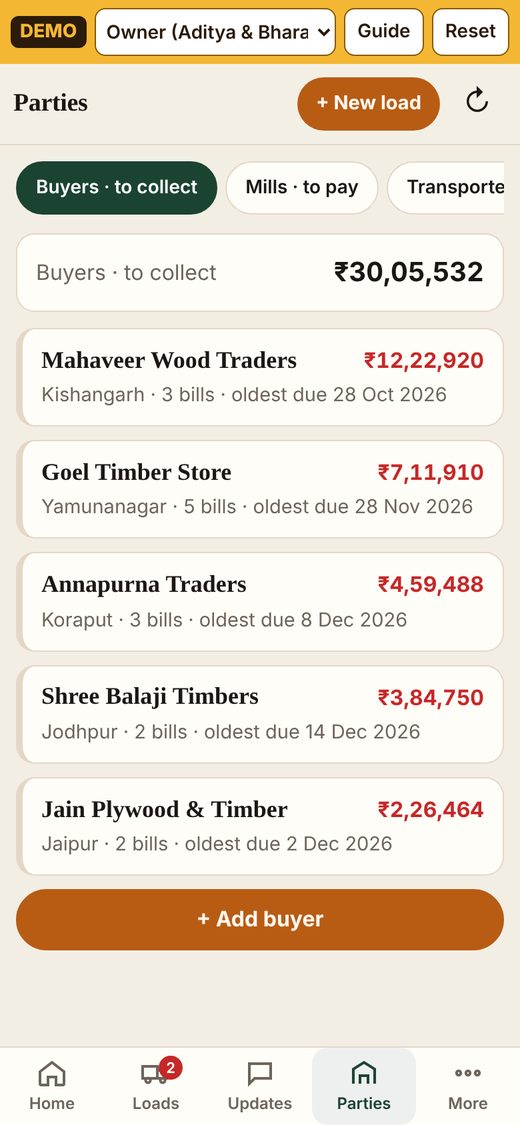 DEMO
Owner (Aditya & Bhara
Guide
Reset
Parties
+ New load
Buyers · to collect
Mills · to pay
Transporte
Buyers · to collect
₹30,05,532
Mahaveer Wood Traders
₹12,22,920
Kishangarh · 3 bills · oldest due 28 Oct 2026
Goel Timber Store
₹7,11,910
Yamunanagar · 5 bills · oldest due 28 Nov 2026
Annapurna Traders
₹4,59,488
Koraput · 3 bills · oldest due 8 Dec 2026
Shree Balaji Timbers
₹3,84,750
Jodhpur · 2 bills · oldest due 14 Dec 2026
Jain Plywood & Timber
₹2,26,464
Jaipur · 2 bills · oldest due 2 Dec 2026
+ Add buyer
2
Home
Loads
Updates
Parties
More